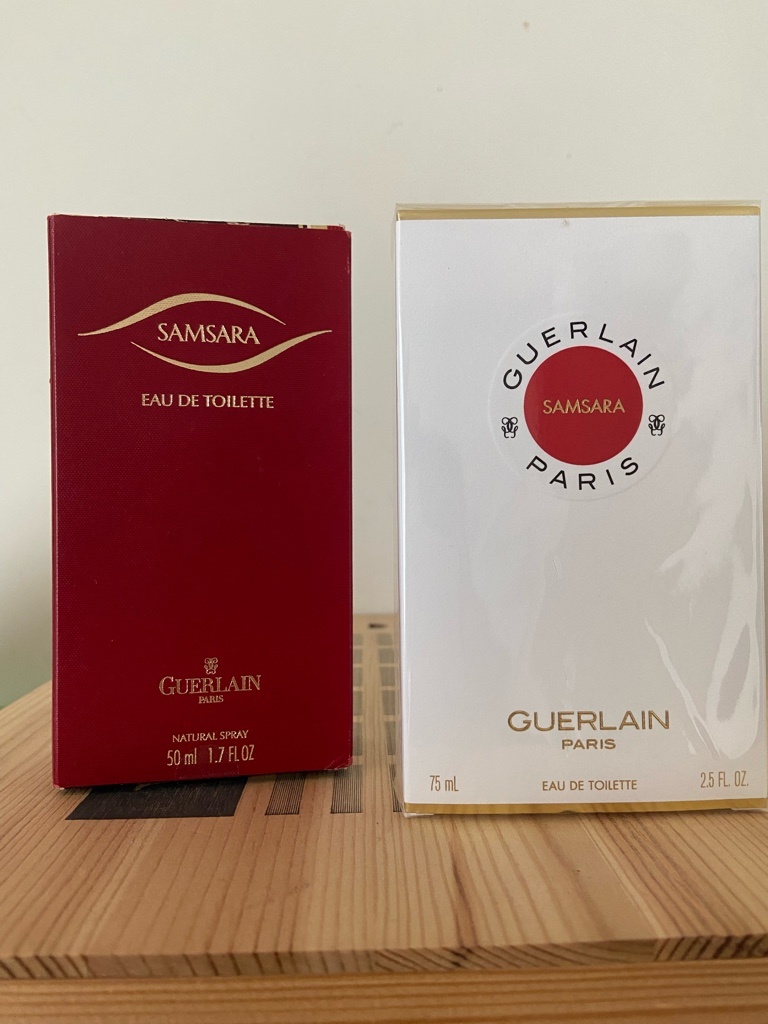 SAMSARA
EAU DE TOILETTE
GUERLAIN
PARIS
NATURAL SPRAY
50 ml 1.7 FL OZ
GUERLAIN
SAMSARA
PARIS
GUERLAIN
PARIS
75 mL EAU DE TOILETTE 2.5 FL. OZ.